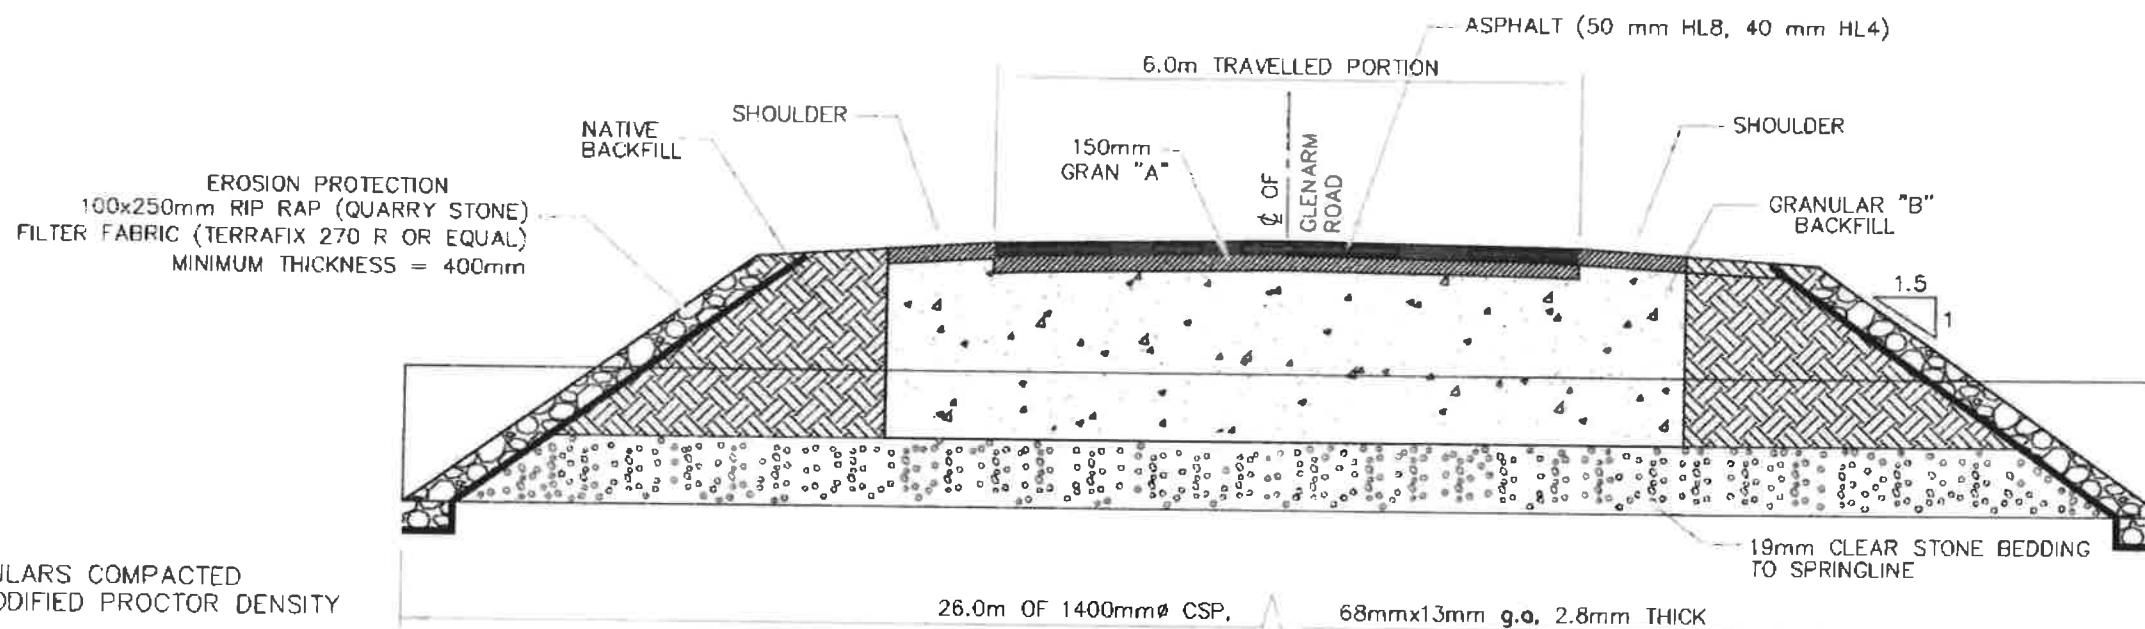 ASPHALT (50 mm HL8, 40 mm HL4)
6.0m TRAVELLED PORTION
SHOULDER
NATIVE
BACKFILL
150mm
GRAN "A"
℄ OF
GLENARM
ROAD
SHOULDER
EROSION PROTECTION
100x250mm RIP RAP (QUARRY STONE)
FILTER FABRIC (TERRAFIX 270 R OR EQUAL)
MINIMUM THICKNESS = 400mm
GRANULAR "B"
BACKFILL
1.5
1
19mm CLEAR STONE BEDDING
TO SPRINGLINE
COMPACTED
PROCTOR DENSITY
26.0m OF 1400mmø CSP, 68mmx13mm g.a. 2.8mm THICK